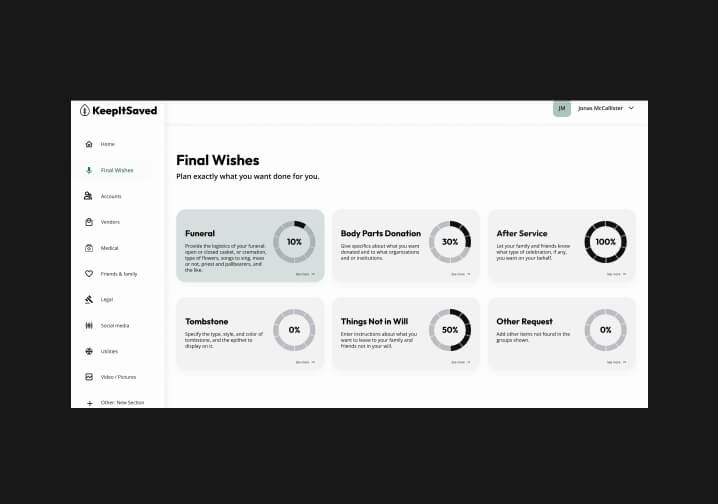 KeepItSaved
JM Jonas McCallister
Home
Final Wishes
Accounts
Vendors
Medical
Friends & family
Legal
Social media
Utilities
Video / Pictures
Other: New Section
Final Wishes
Plan exactly what you want done for you.
Funeral
Provide the logistics of your funeral:
open or closed casket, or cremation,
type of flowers, songs to sing, mass
or not, priest and pallbearers, and
the like.
10%
See more
Body Parts Donation
Give specifics about what you want
donated and to what organizations
and or institutions.
30%
See more
After Service
Let your family and friends know
what type of celebration, if any,
you want on your behalf.
100%
See more
Tombstone
Specify the type, style, and color of
tombstone, and the epithet to
display on it.
0%
See more
Things Not in Will
Enter instructions about what you
want to leave to your family and
friends not in your will.
50%
See more
Other Request
Add other items not found in the
groups shown.
0%
See more